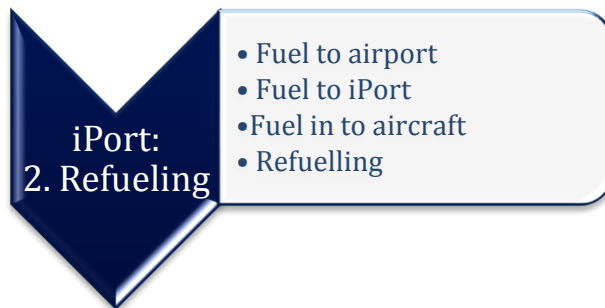 iPort:
2. Refueling
• Fuel to airport
• Fuel to iPort
•Fuel in to aircraft
• Refuelling